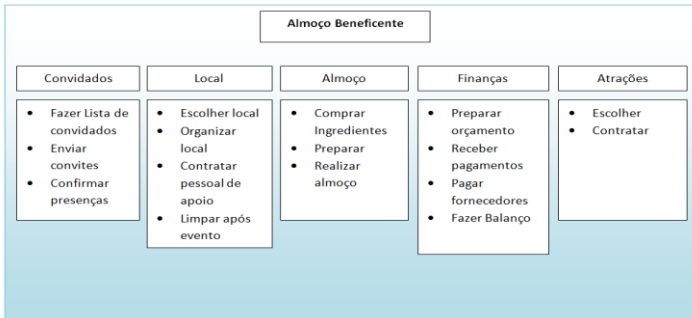 Almoço Beneficente
Convidados
Local
Almoço
Finanças
Atrações
• Fazer Lista de
convidados
• Enviar
convites
• Confirmar
presenças
• Escolher local
• Organizar
local
• Contratar
pessoal de
apoio
• Limpar após
evento
• Comprar
Ingredientes
• Preparar
• Realizar
almoço
• Preparar
orçamento
• Receber
pagamentos
• Pagar
fornecedores
• Fazer Balanço
• Escolher
• Contratar